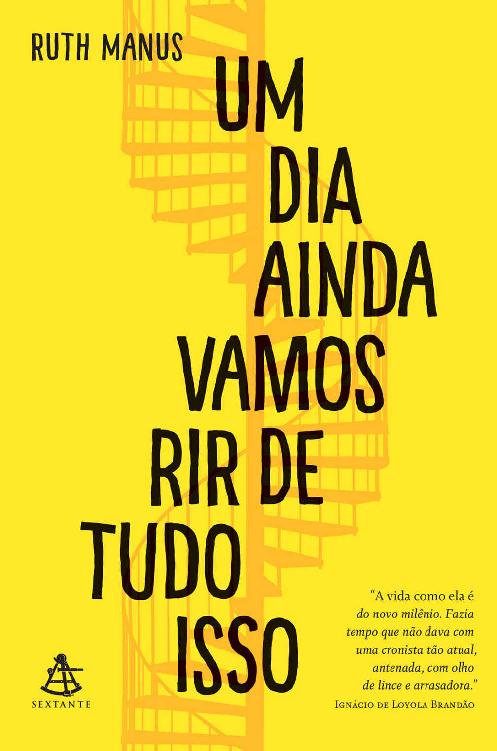 RUTH MANUS
UM
DIA
AINDA
VAMOS
RIR DE
TUDO
ISSO
“A vida como ela é
do novo milênio. Fazia
tempo que não dava com
uma cronista tão atual,
antenada, com olho
de lince e arrasadora.”
Ignácio de Loyola Brandão
SEXTANTE